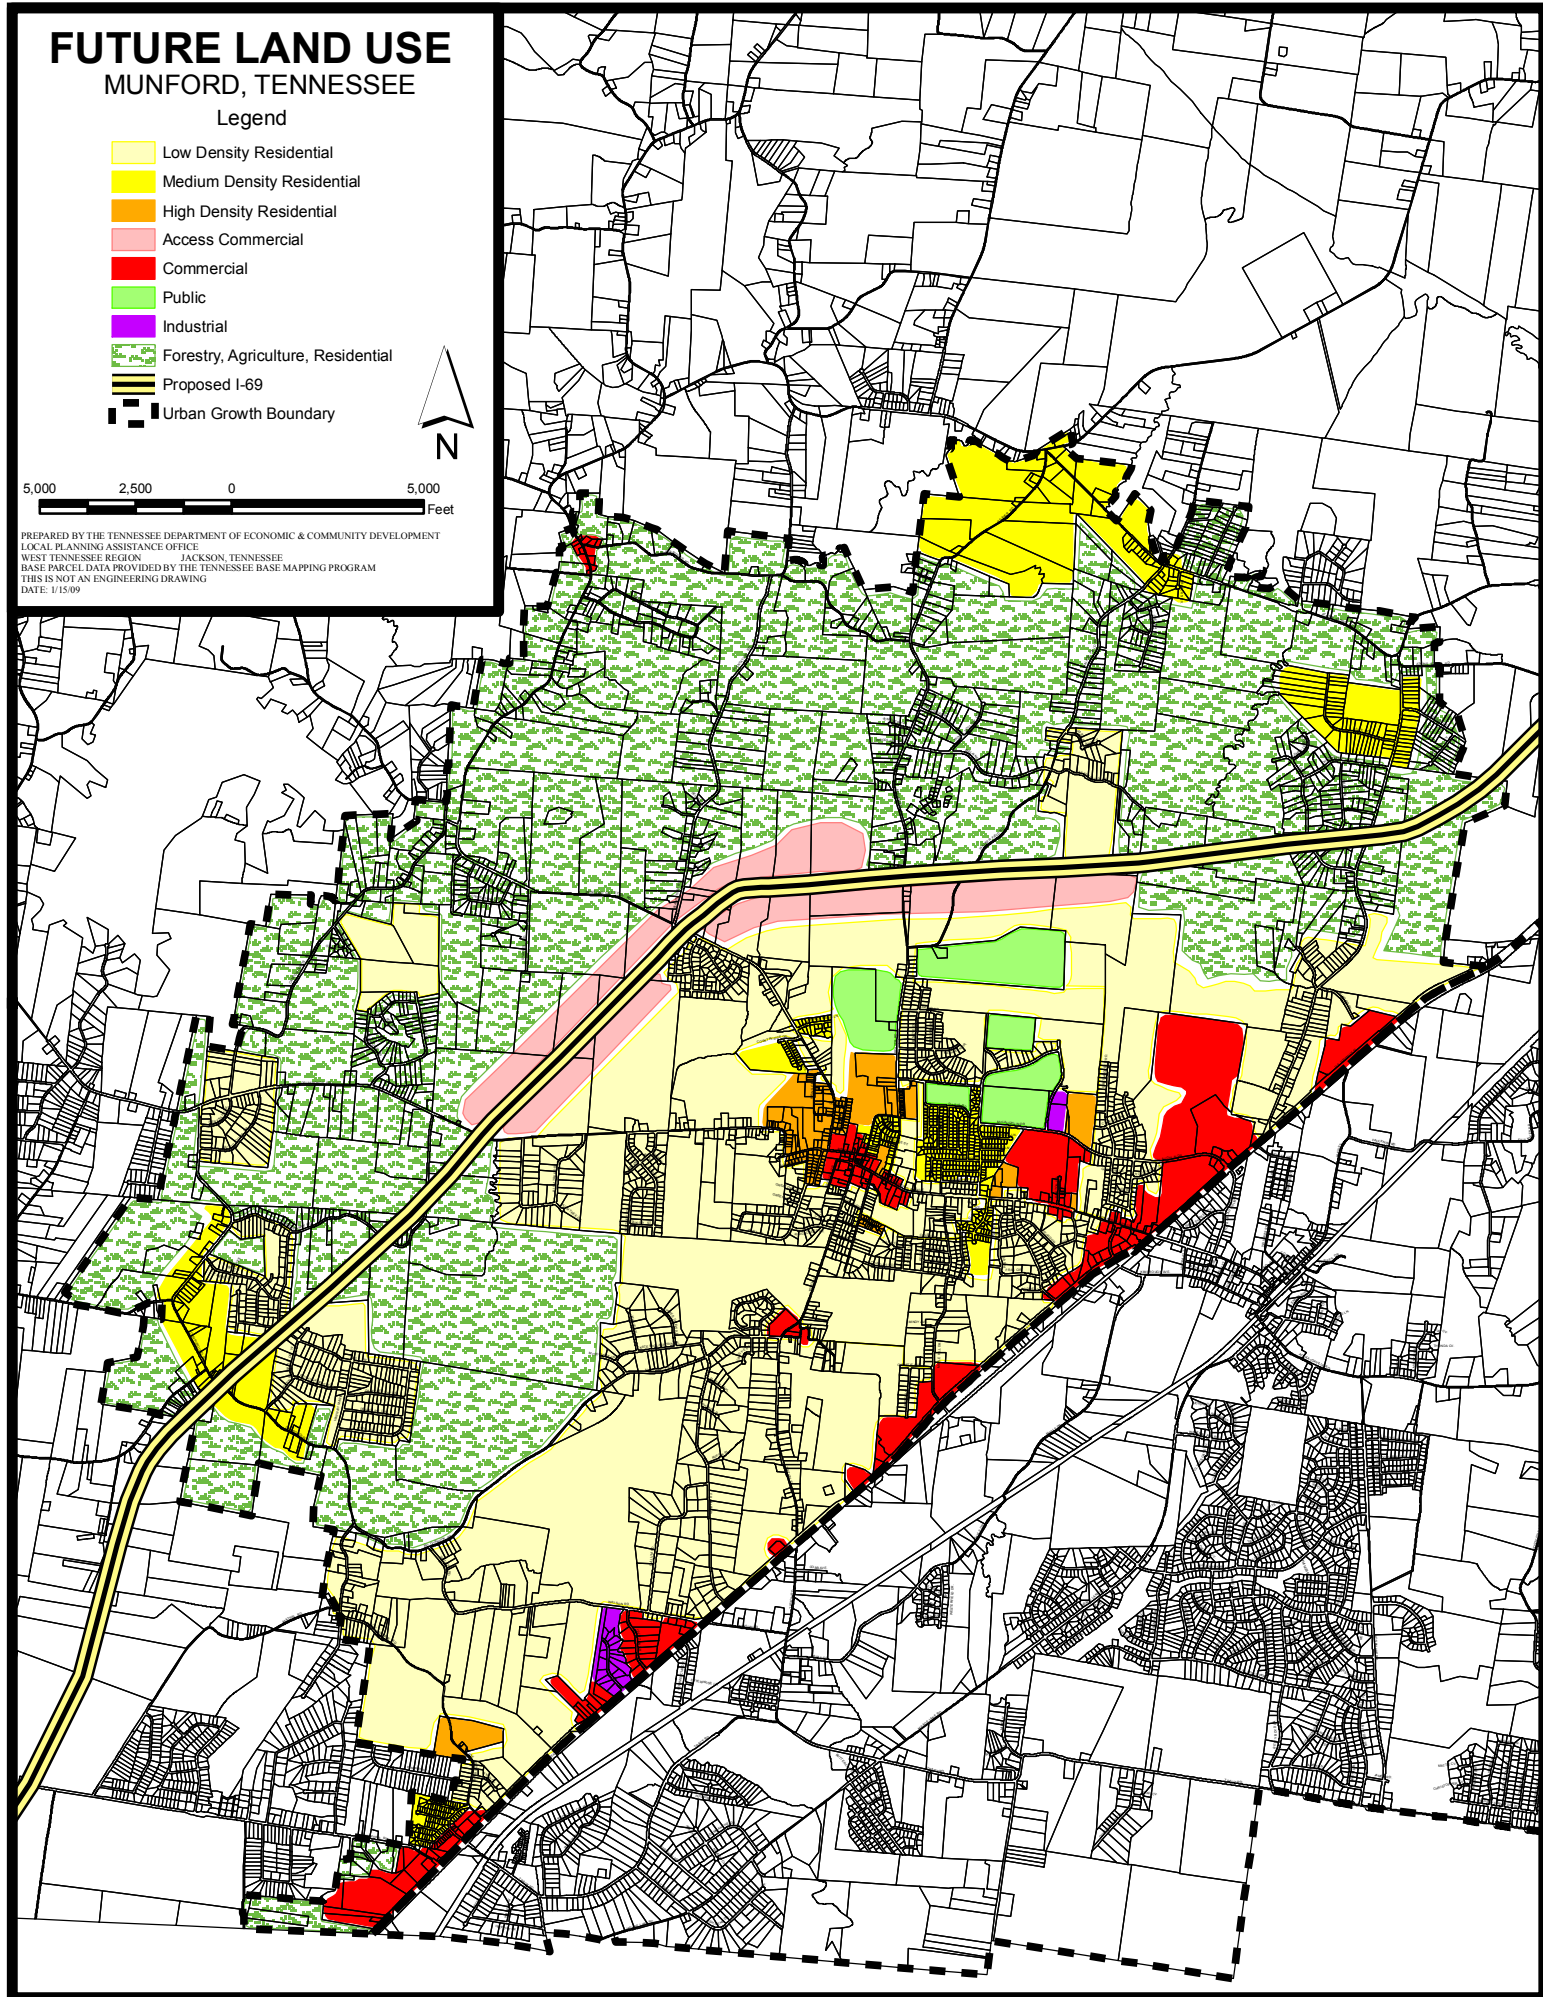 FUTURE LAND USE
MUNFORD, TENNESSEE
Legend
Low Density Residential
Medium Density Residential
High Density Residential
Access Commercial
Commercial
Public
Industrial
Forestry, Agriculture, Residential
Proposed I-69
Urban Growth Boundary
N
5,000 2,500 0 5,000
Feet
PREPARED BY THE TENNESSEE DEPARTMENT OF ECONOMIC & COMMUNITY DEVELOPMENT
LOCAL PLANNING ASSISTANCE OFFICE
WEST TENNESSEE REGION JACKSON, TENNESSEE
BASE PARCEL DATA PROVIDED BY THE TENNESSEE BASE MAPPING PROGRAM
THIS IS NOT AN ENGINEERING DRAWING
DATE: 1/15/09